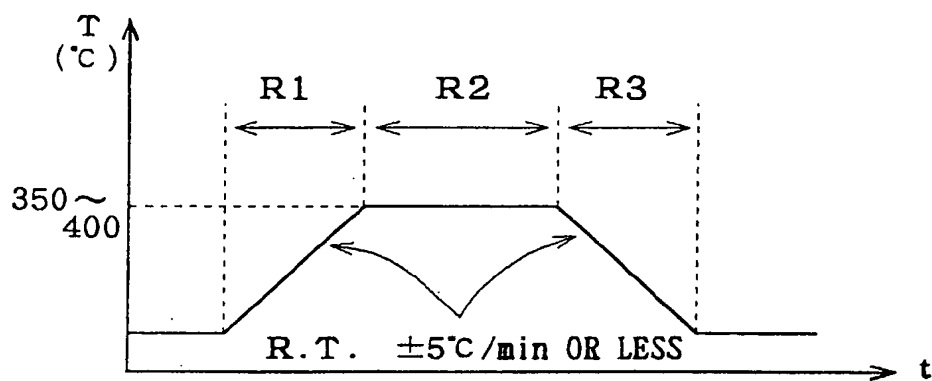 T
(°C)
R1 R2 R3
350～
400
R.T. ±5°C/min OR LESS
t